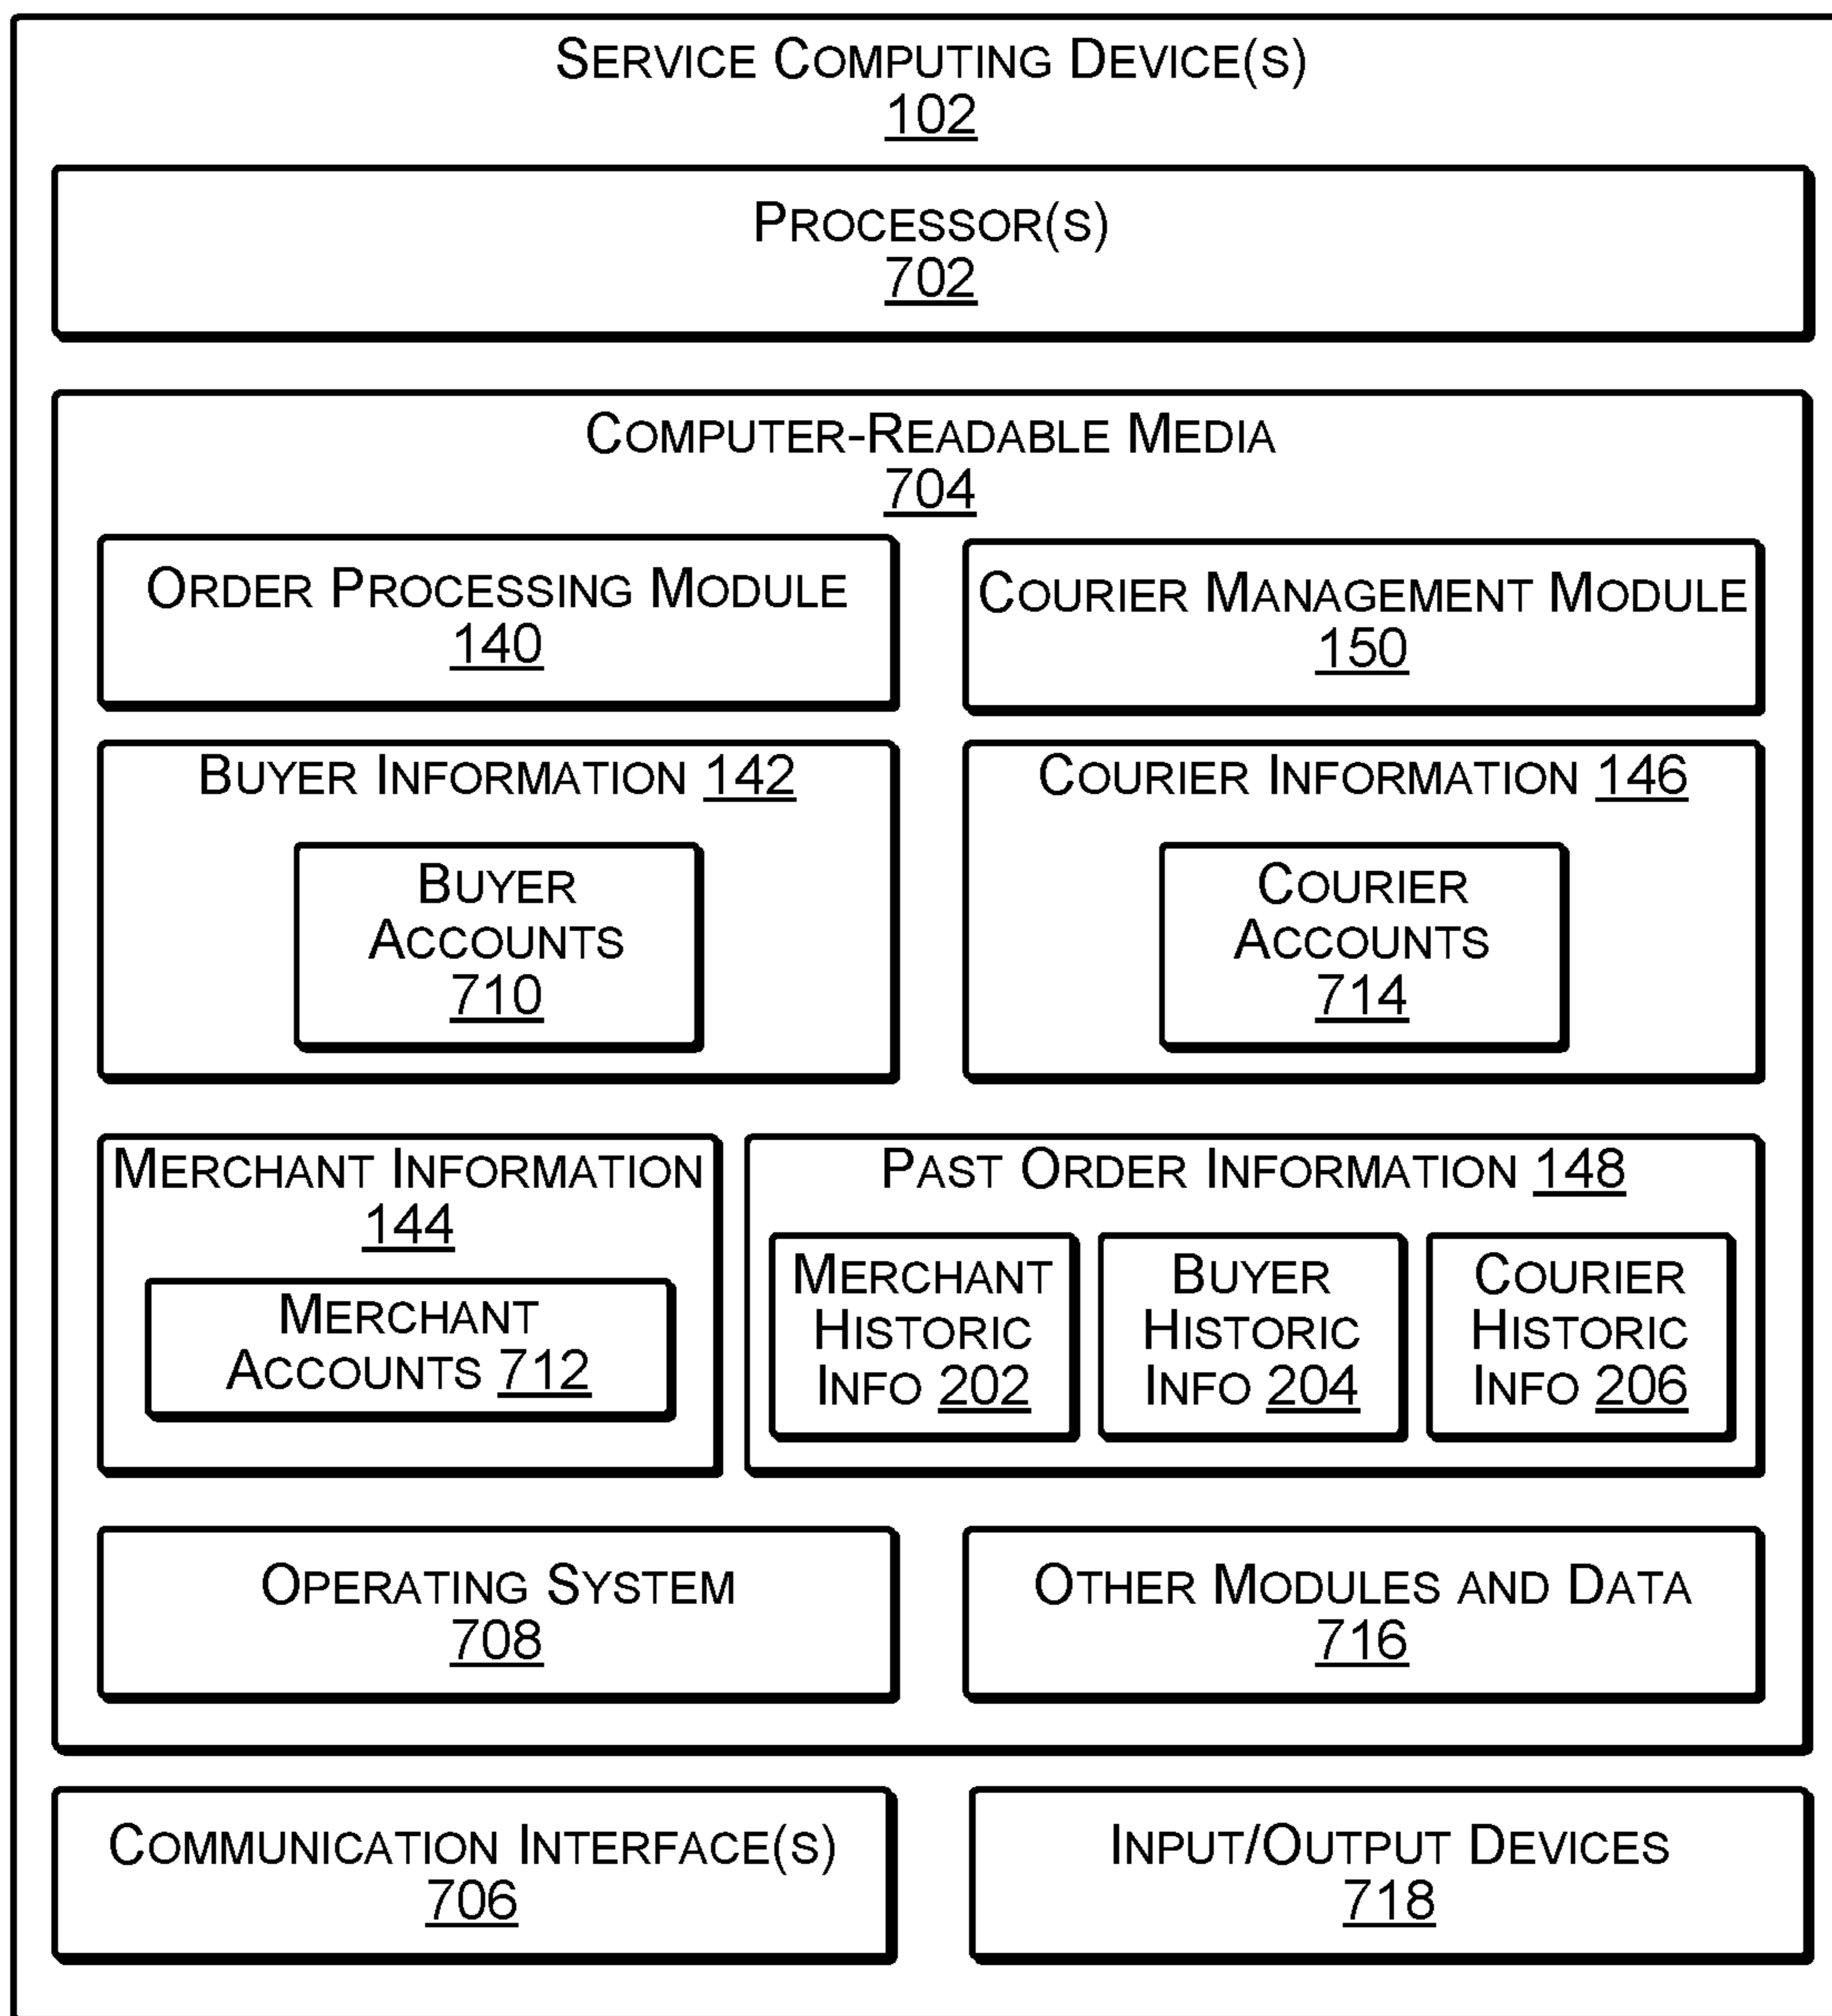 SERVICE COMPUTING DEVICE(S)
102
PROCESSOR(S)
702
COMPUTER-READABLE MEDIA
704
ORDER PROCESSING MODULE
140
COURIER MANAGEMENT MODULE
150
BUYER INFORMATION 142
BUYER
ACCOUNTS
710
COURIER INFORMATION 146
COURIER
ACCOUNTS
714
MERCHANT INFORMATION
144
MERCHANT
ACCOUNTS 712
PAST ORDER INFORMATION 148
MERCHANT
HISTORIC
INFO 202
BUYER
HISTORIC
INFO 204
COURIER
HISTORIC
INFO 206
OPERATING SYSTEM
708
OTHER MODULES AND DATA
716
COMMUNICATION INTERFACE(S)
706
INPUT/OUTPUT DEVICES
718